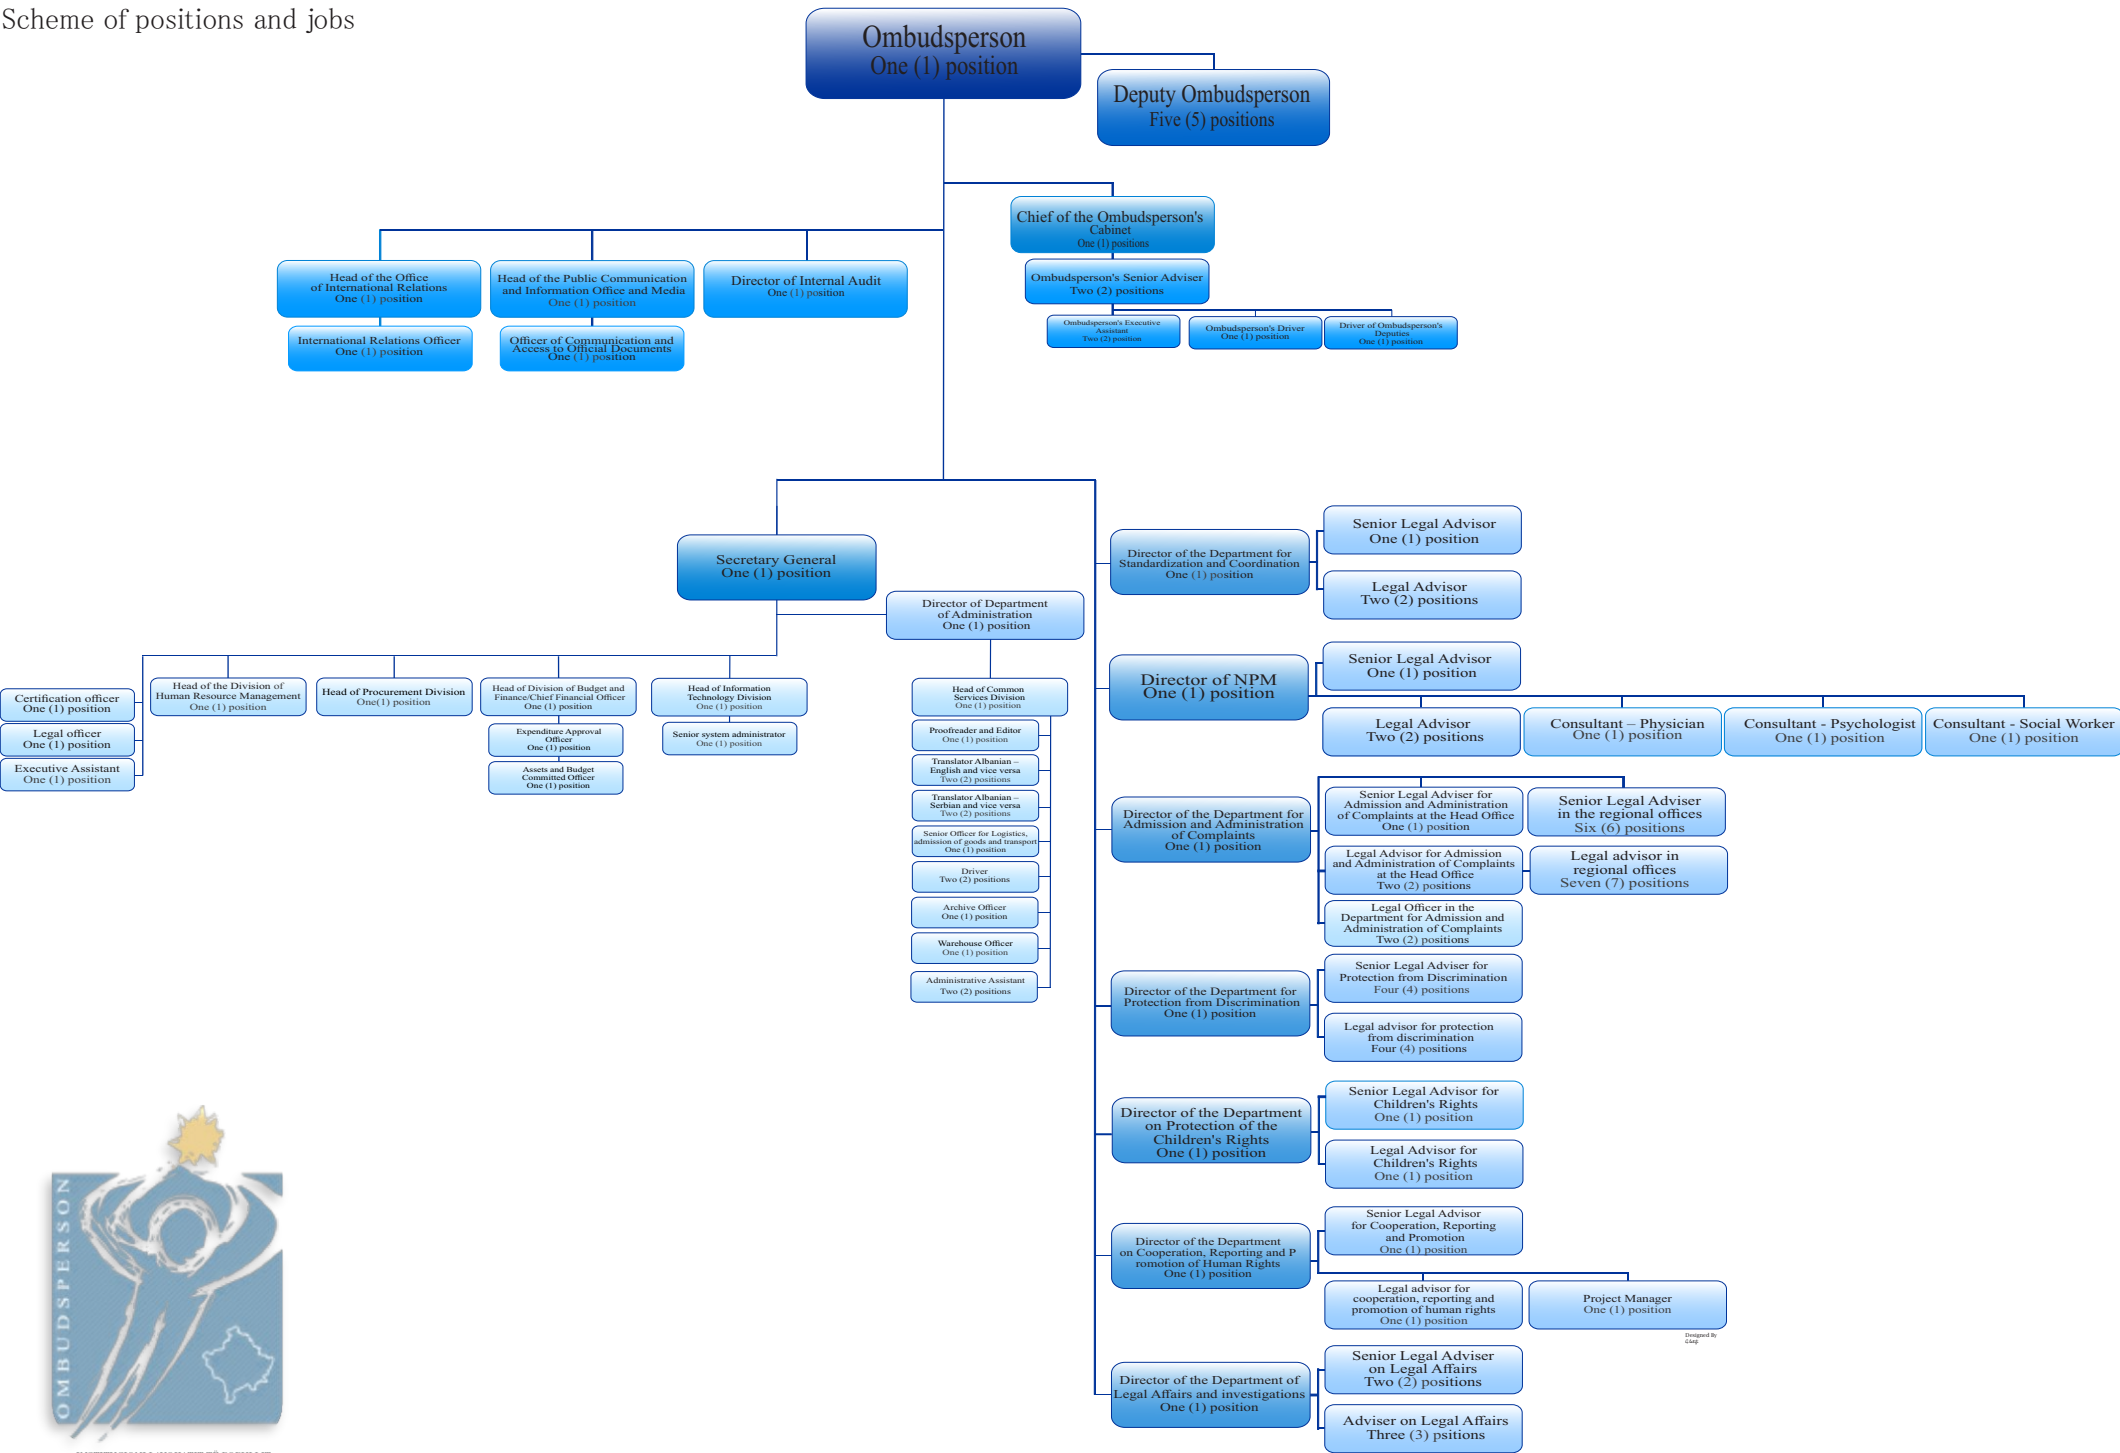 Scheme of positions and jobs
Ombudsperson
One (1) position
Deputy Ombudsperson
Five (5) positions
Chief of the Ombudsperson's
Cabinet
One (1) positions
Ombudsperson's Senior Adviser
Two (2) positions
Ombudsperson's Executive
Assistant
Two (2) position
Ombudsperson's Driver
One (1) position
Driver of Ombudsperson's
Deputies
One (1) position
Head of the Office
of International Relations
One (1) position
Head of the Public Communication
and Information Office and Media
One (1) position
Director of Internal Audit
One (1) position
International Relations Officer
One (1) position
Officer of Communication and
Access to Official Documents
One (1) position
Secretary General
One (1) position
Director of Department
of Administration
One (1) position
Certification officer
One (1) position
Legal officer
One (1) position
Executive Assistant
One (1) position
Head of the Division of
Human Resource Management
One (1) position
Head of Procurement Division
One(1) position
Head of Division of Budget and
Finance/Chief Financial Officer
One (1) position
Expenditure Approval
Officer
One (1) position
Assets and Budget
Committed Officer
One (1) position
Head of Information
Technology Division
One (1) position
Senior system administrator
One (1) position
Head of Common
Services Division
One (1) position
Proofreader and Editor
One (1) position
Translator Albanian –
English and vice versa
Two (2) positions
Translator Albanian –
Serbian and vice versa
Two (2) positions
Senior Officer for Logistics,
admission of goods and transport
One (1) position
Driver
Two (2) positions
Archive Officer
One (1) position
Warehouse Officer
One (1) position
Administrative Assistant
Two (2) positions
Director of the Department for
Standardization and Coordination
One (1) position
Senior Legal Advisor
One (1) position
Legal Advisor
Two (2) positions
Director of NPM
One (1) position
Senior Legal Advisor
One (1) position
Legal Advisor
Two (2) positions
Consultant – Physician
One (1) position
Consultant - Psychologist
One (1) position
Consultant - Social Worker
One (1) position
Director of the Department for
Admission and Administration
of Complaints
One (1) position
Senior Legal Adviser for
Admission and Administration
of Complaints at the Head Office
One (1) position
Senior Legal Adviser
in the regional offices
Six (6) positions
Legal Advisor for Admission
and Administration of Complaints
at the Head Office
Two (2) positions
Legal advisor in
regional offices
Seven (7) positions
Legal Officer in the
Department for Admission and
Administration of Complaints
Two (2) positions
Director of the Department for
Protection from Discrimination
One (1) position
Senior Legal Adviser for
Protection from Discrimination
Four (4) positions
Legal advisor for protection
from discrimination
Four (4) positions
Director of the Department
on Protection of the
Children's Rights
One (1) position
Senior Legal Advisor for
Children's Rights
One (1) position
Legal Advisor for
Children's Rights
One (1) position
Director of the Department
on Cooperation, Reporting and P
romotion of Human Rights
One (1) position
Senior Legal Advisor
for Cooperation, Reporting
and Promotion
One (1) position
Legal advisor for
cooperation, reporting and
promotion of human rights
One (1) position
Project Manager
One (1) position
Designed By
Director of the Department of
Legal Affairs and investigations
One (1) position
Senior Legal Adviser
on Legal Affairs
Two (2) positions
Adviser on Legal Affairs
Three (3) psitions
OMBUDSPERSON